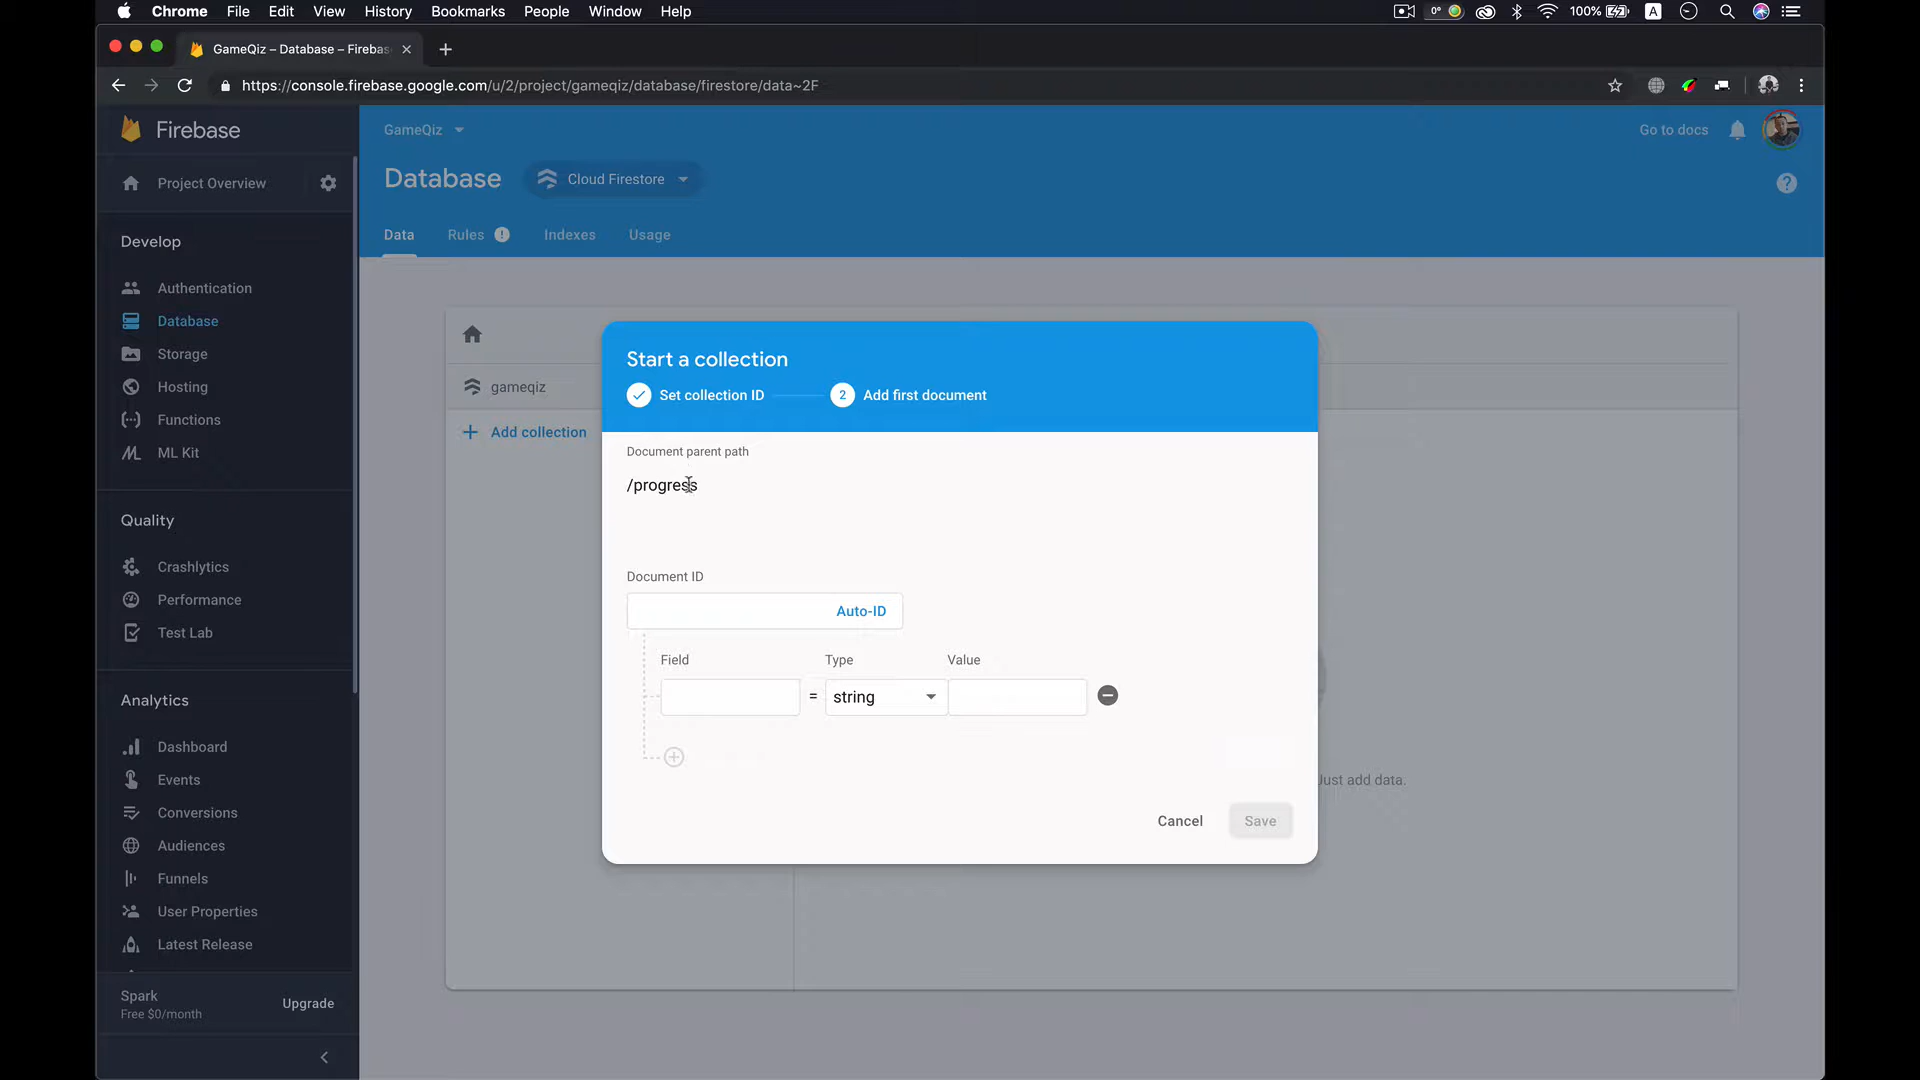 Chrome File Edit View History Bookmarks People Window Help
0° 100% A
GameQiz – Database – Firebas
https://console.firebase.google.com/u/2/project/gameqiz/database/firestore/data~2F
Firebase
GameQiz
Go to docs
Project Overview
Database
Cloud Firestore
Data Rules Indexes Usage
Develop
Authentication
Database
Storage
Hosting
Functions
ML Kit
Quality
Crashlytics
Performance
Test Lab
Analytics
Dashboard
Events
Conversions
Audiences
Funnels
User Properties
Latest Release
Spark
Free $0/month
Upgrade
gameqiz
Add collection
Start a collection
Set collection ID
2 Add first document
Document parent path
/progress
Document ID
Auto-ID
Field Type Value
= string
Cancel Save
Just add data.